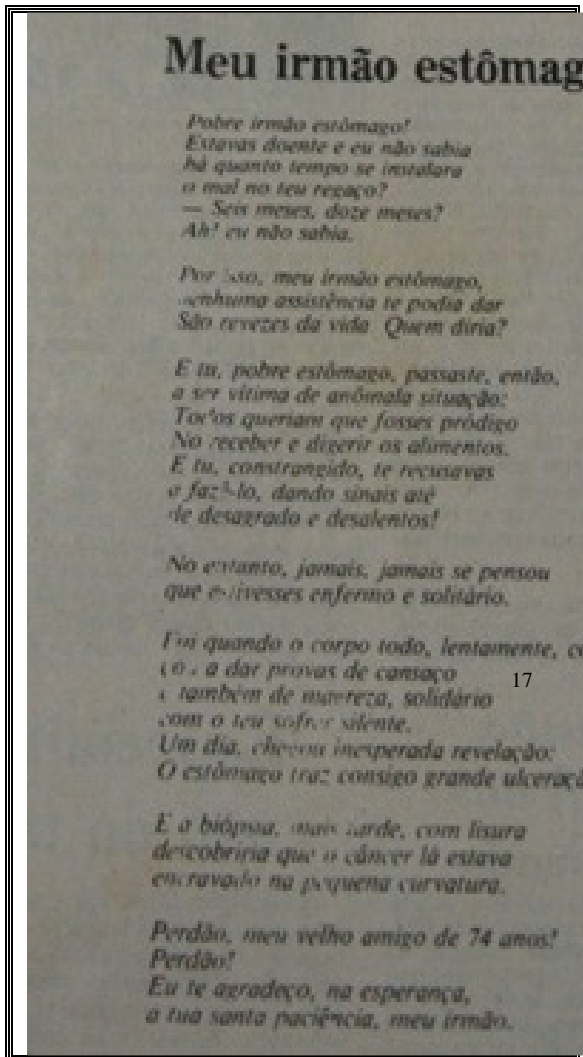 Meu irmão estômag
Pobre irmão estômago!
Estavas doente e eu não sabia
há quanto tempo se instalara
o mal no teu regaço?
— Seis meses, doze meses?
Ah! eu não sabia.
Por isso, meu irmão estômago,
nenhuma assistência te podia dar
São revezes da vida Quem diria?
E tu, pobre estômago, passaste, então,
a ser vítima de anômala situação:
Todos queriam que fosses pródigo
No receber e digerir os alimentos.
E tu, constrangido, te recusavas
a fazê-lo, dando sinais até
de desagrado e desalentos!
No entanto, jamais, jamais se pensou
que estivesses enfermo e solitário.
Foi quando o corpo todo, lentamente, co
a dar provas de cansaço
17
e também de magreza, solidário
com o teu sofrer silente.
Um dia, chegou inesperada revelação:
O estômago traz consigo grande ulceraçã
E a biópsia, mais tarde, com lisura
descobriria que o câncer lá estava
encravado na pequena curvatura.
Perdão, meu velho amigo de 74 anos!
Perdão!
Eu te agradeço, na esperança,
a tua santa paciência, meu irmão.